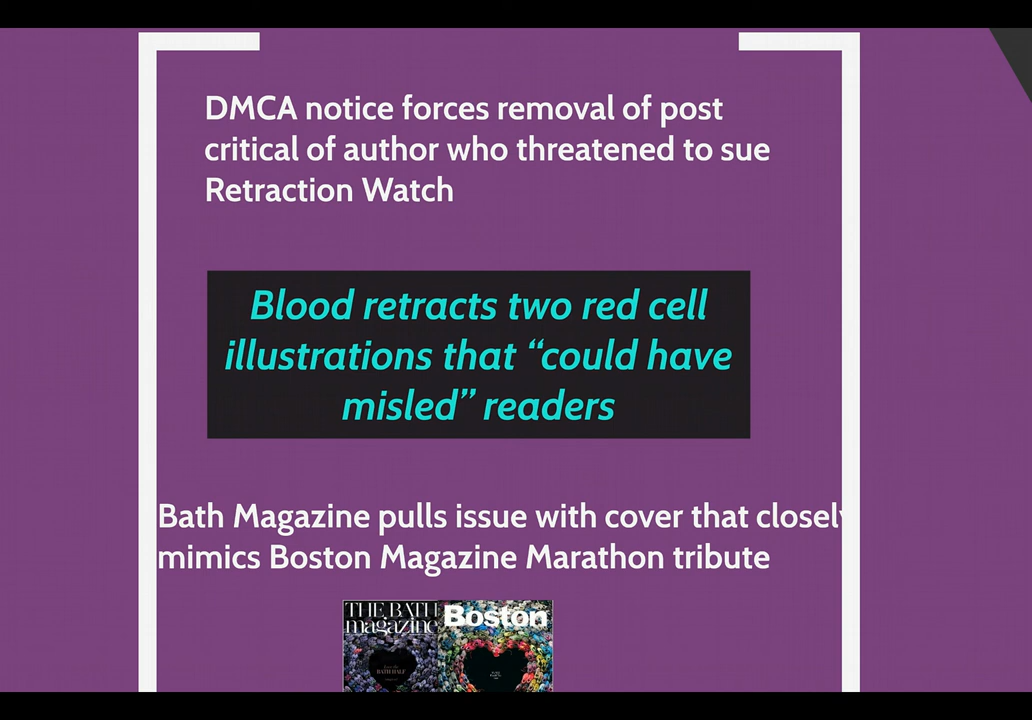 DMCA notice forces removal of post
critical of author who threatened to sue
Retraction Watch
Blood retracts two red cell
illustrations that “could have
misled” readers
Bath Magazine pulls issue with cover that closely
mimics Boston Magazine Marathon tribute
THE BATH
magazine
Boston